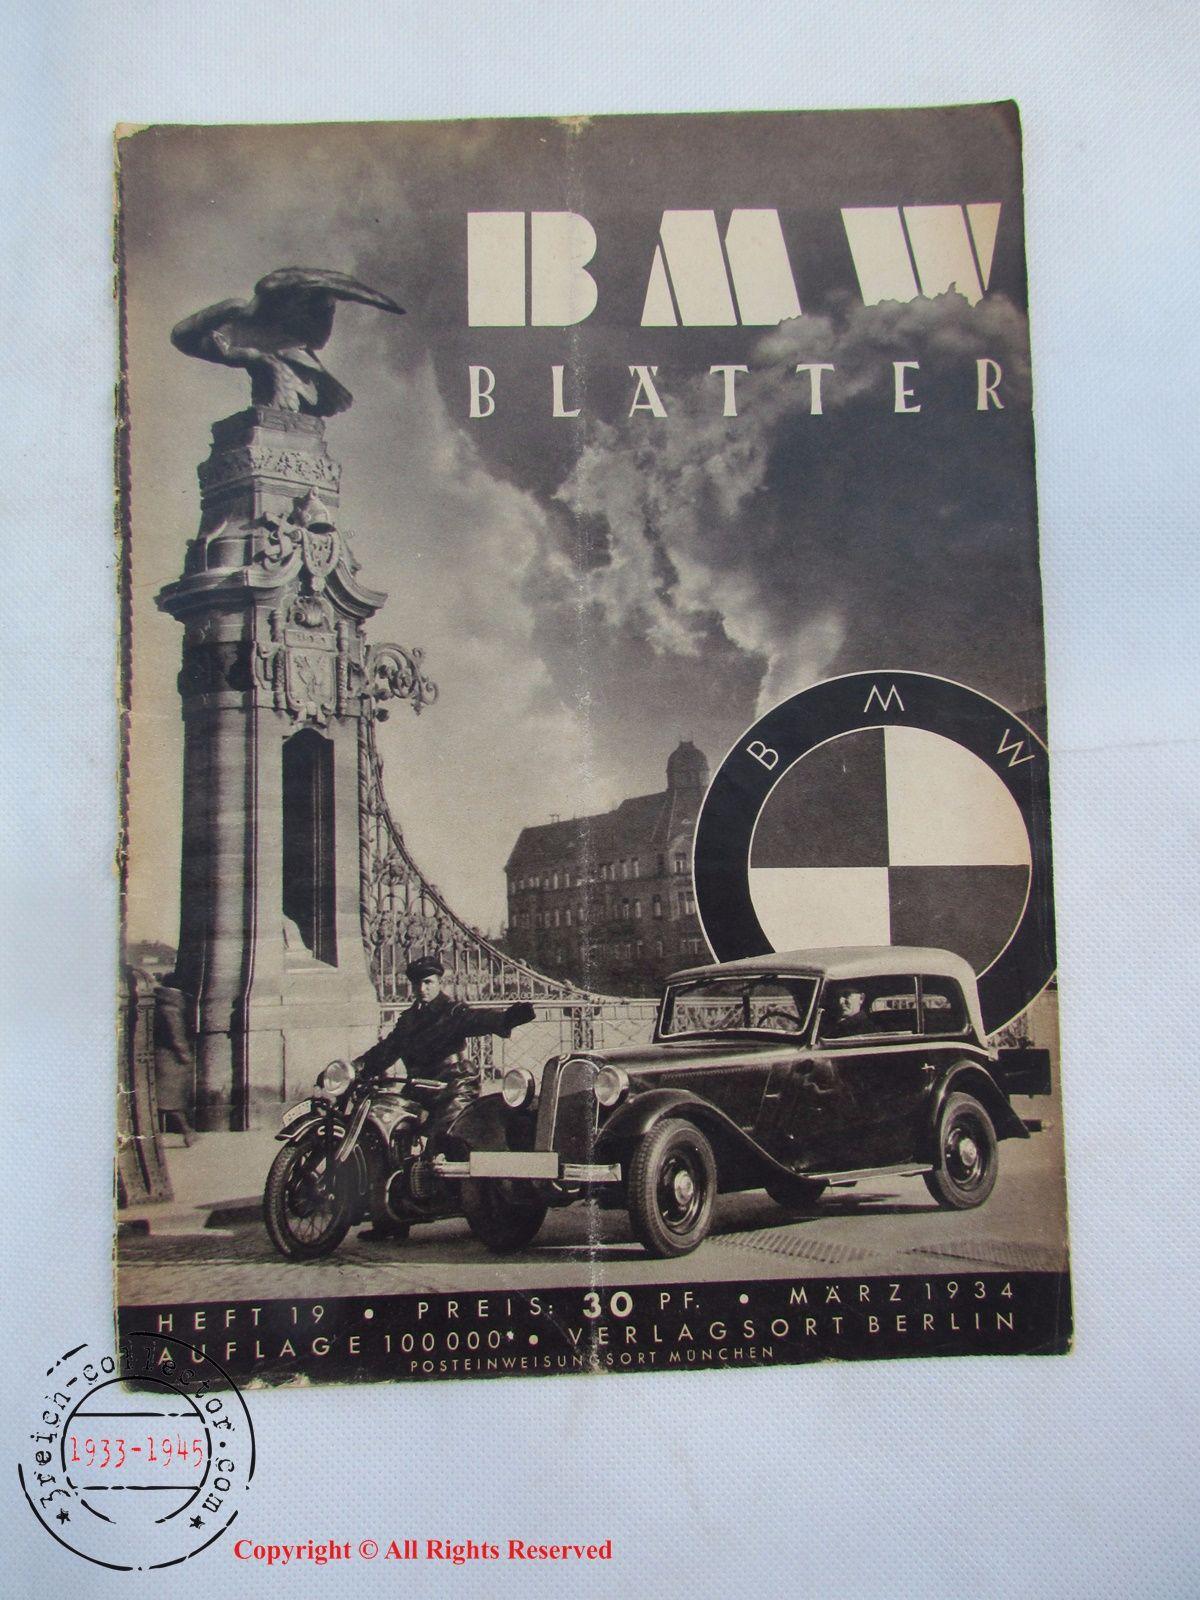 BMW
BLÄTTER
B M W
HEFT 19 • PREIS: 30 PF. • MÄRZ 1934
AUFLAGE 100000 • VERLAGSORT BERLIN
POSTEINWEISUNGSORT MÜNCHEN
3reich-collector.com
1933-1945
Copyright © All Rights Reserved